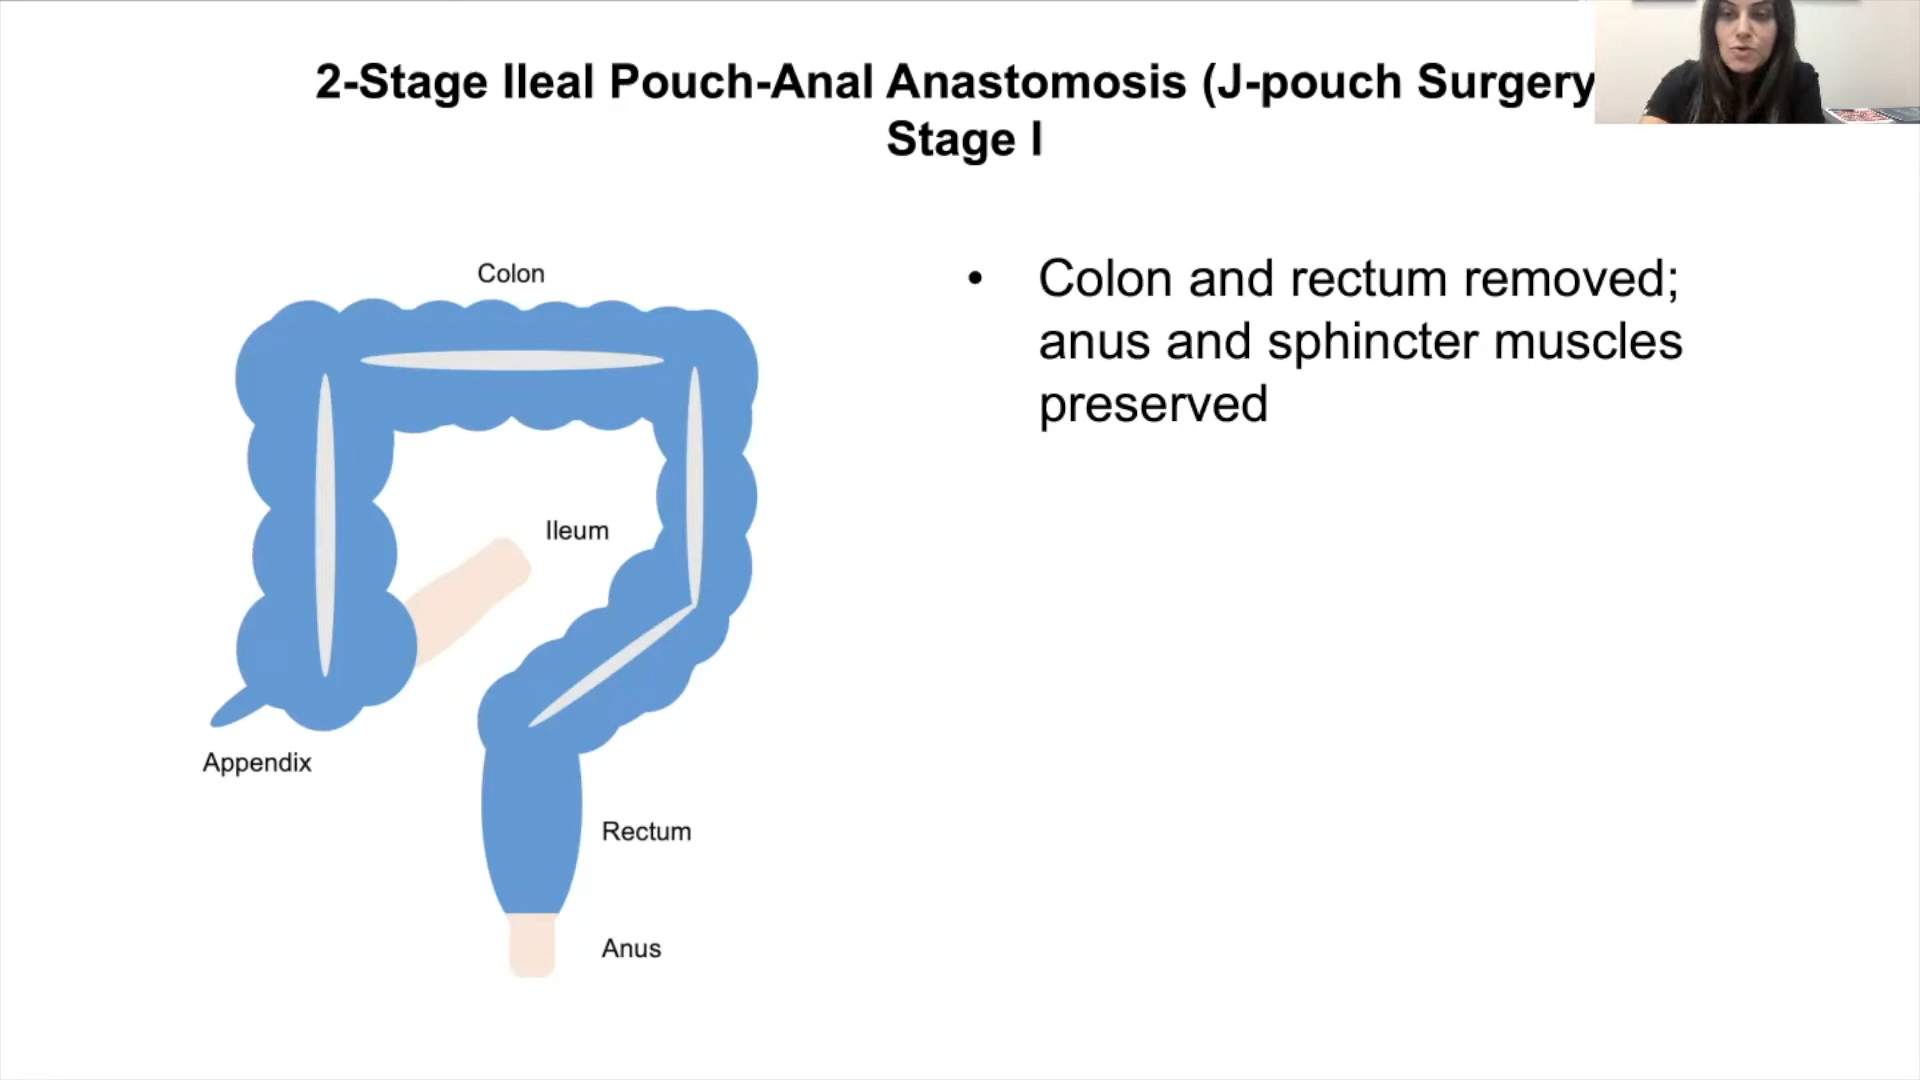 2-Stage Ileal Pouch-Anal Anastomosis (J-pouch Surgery
Stage I
Colon
Ileum
Appendix
Rectum
Anus
• Colon and rectum removed;
anus and sphincter muscles
preserved